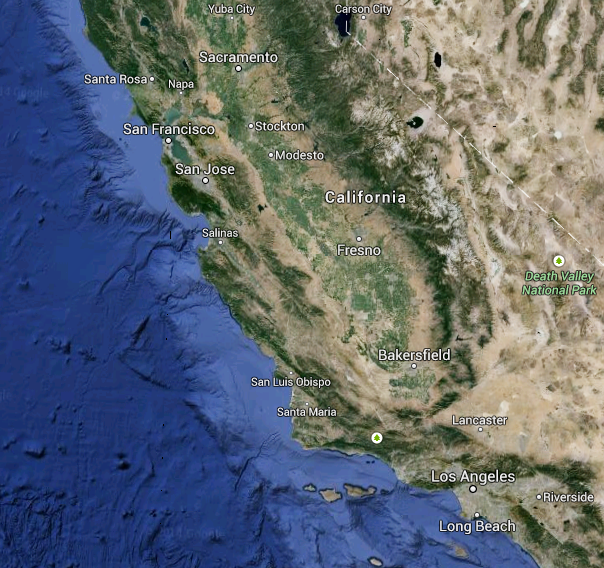 Yuba City
Carson City
Sacramento
Santa Rosa
Napa
Stockton
San Francisco
Modesto
San Jose
California
Salinas
Fresno
Death Valley
National Park
Bakersfield
San Luis Obispo
Santa Maria
Lancaster
Los Angeles
Riverside
Long Beach